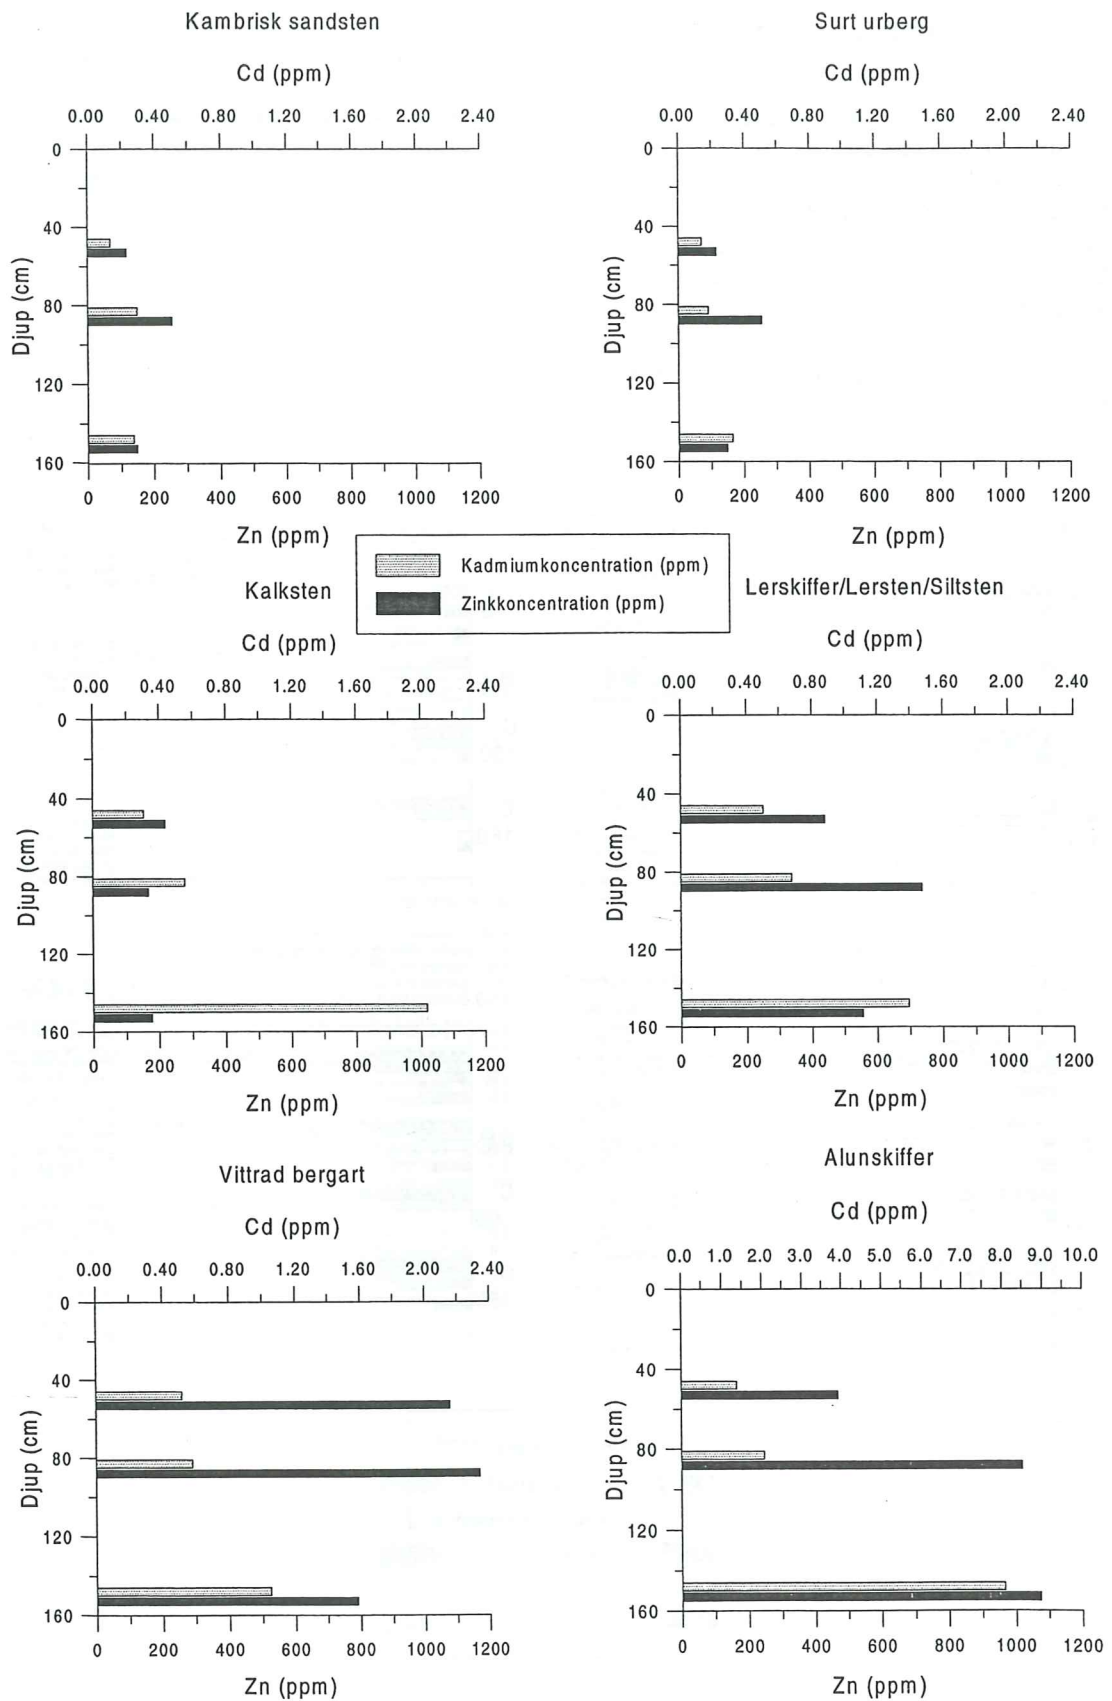 Kambrisk sandsten
Cd (ppm)
0.00 0.40 0.80 1.20 1.60 2.00 2.40
0
40
80
120
160
Djup (cm)
0 200 400 600 800 1000 1200
Zn (ppm)
Surt urberg
Cd (ppm)
0.00 0.40 0.80 1.20 1.60 2.00 2.40
0
40
80
120
160
Djup (cm)
0 200 400 600 800 1000 1200
Zn (ppm)
Kadmiumkoncentration (ppm)
Zinkkoncentration (ppm)
Kalksten
Cd (ppm)
0.00 0.40 0.80 1.20 1.60 2.00 2.40
0
40
80
120
160
Djup (cm)
0 200 400 600 800 1000 1200
Zn (ppm)
Lerskiffer/Lersten/Siltsten
Cd (ppm)
0.00 0.40 0.80 1.20 1.60 2.00 2.40
0
40
80
120
160
Djup (cm)
0 200 400 600 800 1000 1200
Zn (ppm)
Vittrad bergart
Cd (ppm)
0.00 0.40 0.80 1.20 1.60 2.00 2.40
0
40
80
120
160
Djup (cm)
0 200 400 600 800 1000 1200
Zn (ppm)
Alunskiffer
Cd (ppm)
0.0 1.0 2.0 3.0 4.0 5.0 6.0 7.0 8.0 9.0 10.0
0
40
80
120
160
Djup (cm)
0 200 400 600 800 1000 1200
Zn (ppm)